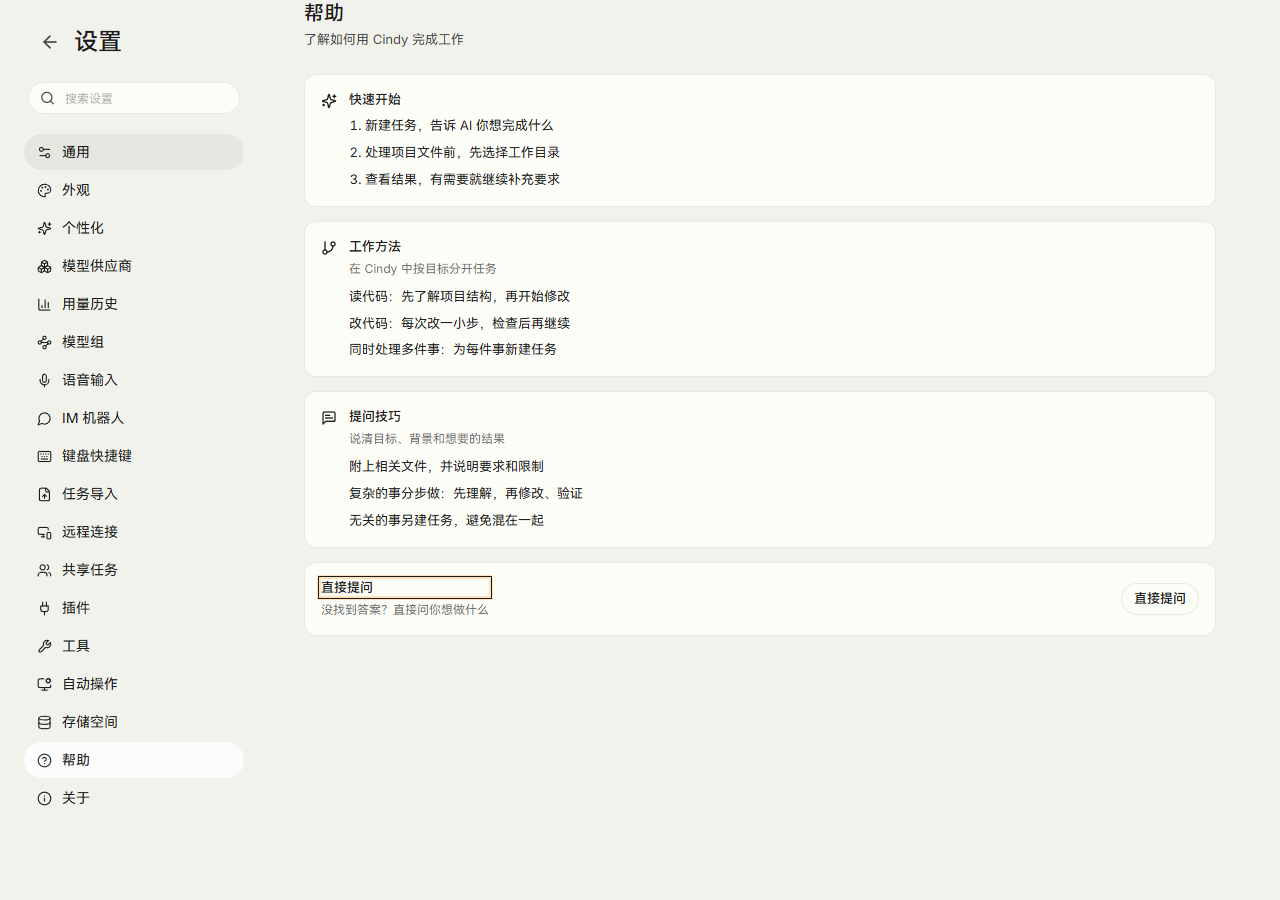 设置
搜索设置
通用
外观
个性化
模型供应商
用量历史
模型组
语音输入
IM 机器人
键盘快捷键
任务导入
远程连接
共享任务
插件
工具
自动操作
存储空间
帮助
关于
帮助
了解如何用 Cindy 完成工作
快速开始
1. 新建任务，告诉 AI 你想完成什么
2. 处理项目文件前，先选择工作目录
3. 查看结果，有需要就继续补充要求
工作方法
在 Cindy 中按目标分开任务
读代码：先了解项目结构，再开始修改
改代码：每次改一小步，检查后再继续
同时处理多件事：为每件事新建任务
提问技巧
说清目标、背景和想要的结果
附上相关文件，并说明要求和限制
复杂的事分步做：先理解，再修改、验证
无关的事另建任务，避免混在一起
直接提问
没找到答案？直接问你想做什么
直接提问